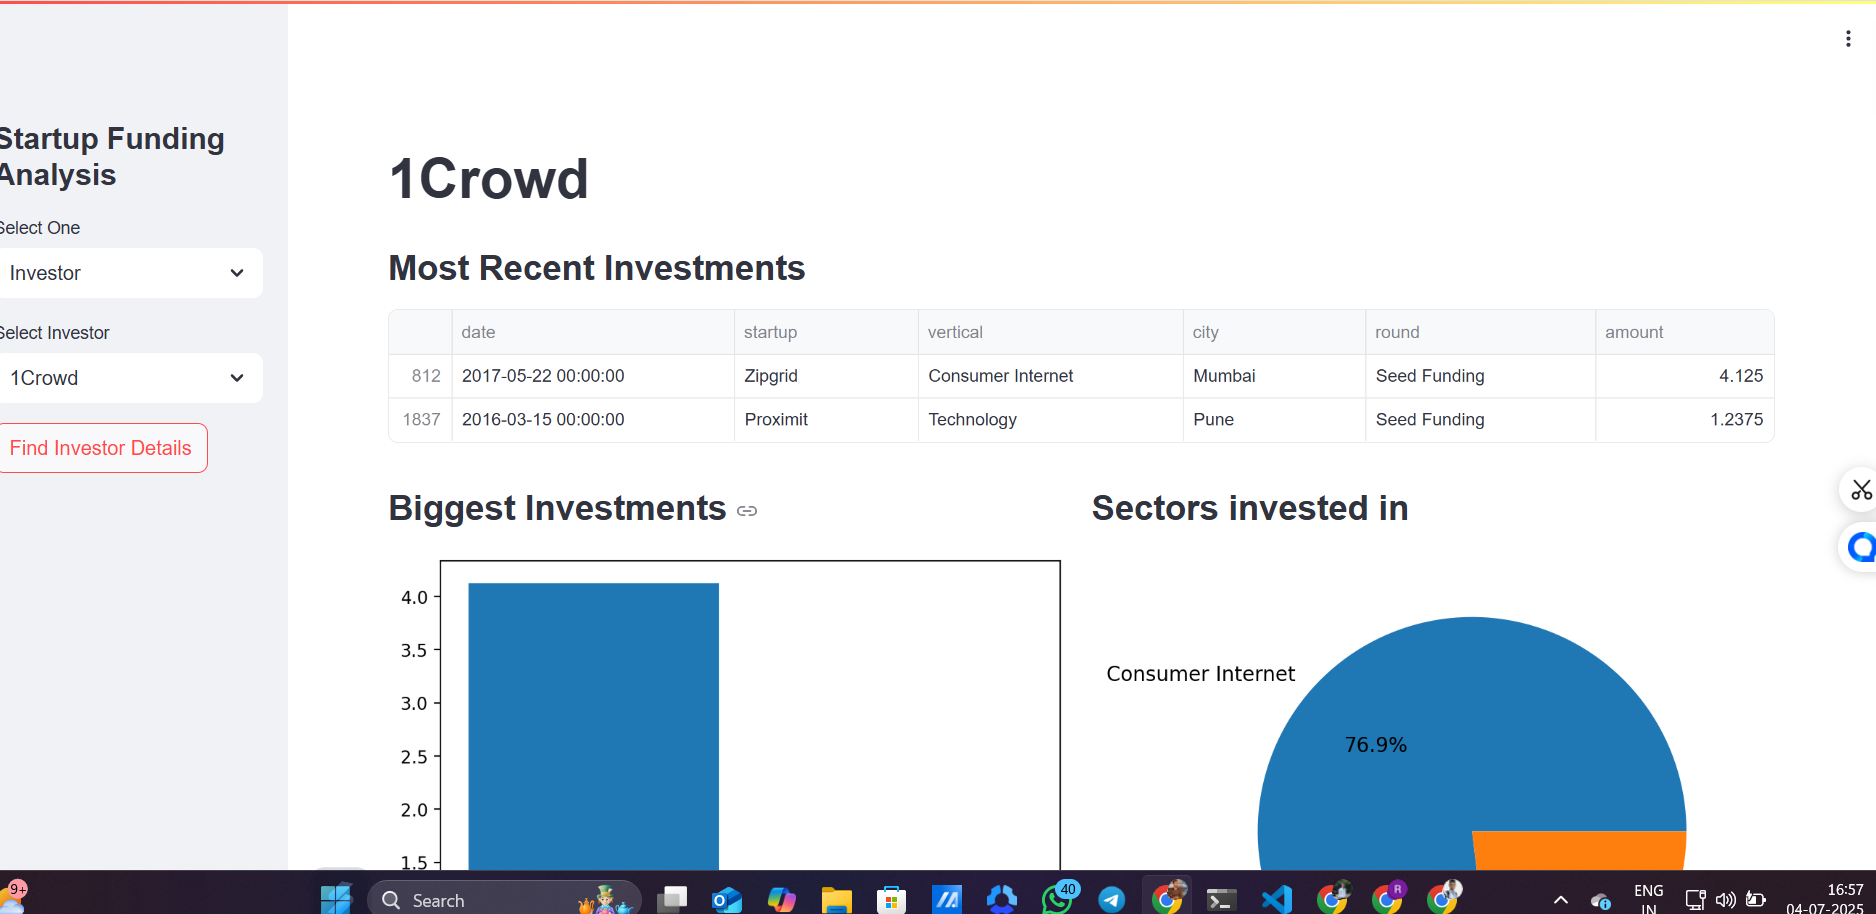 Startup Funding
Analysis
Select One
Investor
Select Investor
1Crowd
Find Investor Details
1Crowd
Most Recent Investments
date startup vertical city round amount
812 2017-05-22 00:00:00 Zipgrid Consumer Internet Mumbai Seed Funding 4.125
1837 2016-03-15 00:00:00 Proximit Technology Pune Seed Funding 1.2375
Biggest Investments
Sectors invested in
4.0
3.5
3.0
2.5
2.0
1.5
Consumer Internet
76.9%
9+
Search
40
R
ENG
IN
16:57
04-07-2025